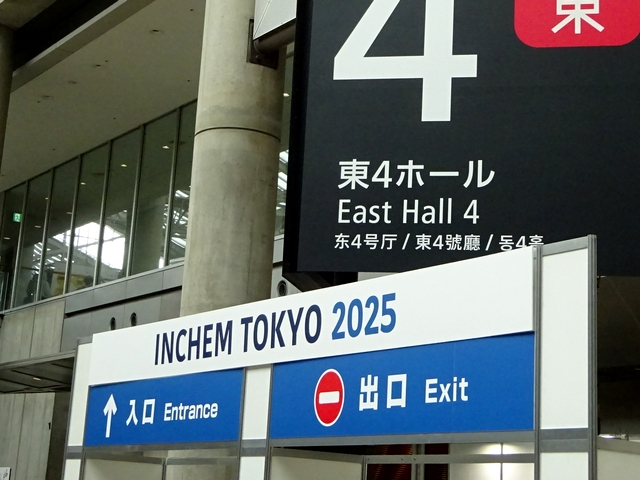 4
東
東4ホール
East Hall 4
东4号厅 / 東4號廳 / 동4홀
INCHEM TOKYO 2025
↑ 入口 Entrance
出口 Exit